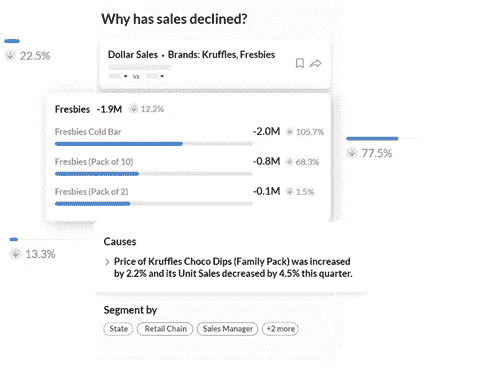 Why has sales declined?
22.5%
Dollar Sales • Brands: Kruffles, Fresbies
vs
Fresbies -1.9M 12.2%
Fresbies Cold Bar -2.0M 105.7%
Fresbies (Pack of 10) -0.8M 68.3%
77.5%
Fresbies (Pack of 2) -0.1M 1.5%
13.3%
Causes
Price of Kruffles Choco Dips (Family Pack) was increased
by 2.2% and its Unit Sales decreased by 4.5% this quarter.
Segment by
State Retail Chain Sales Manager +2 more